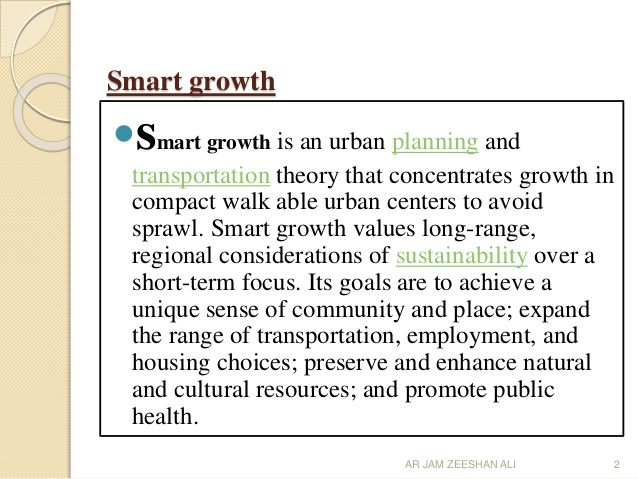 Smart growth
Smart growth is an urban planning and
transportation theory that concentrates growth in
compact walk able urban centers to avoid
sprawl. Smart growth values long-range,
regional considerations of sustainability over a
short-term focus. Its goals are to achieve a
unique sense of community and place; expand
the range of transportation, employment, and
housing choices; preserve and enhance natural
and cultural resources; and promote public
health.
AR JAM ZEESHAN ALI 2